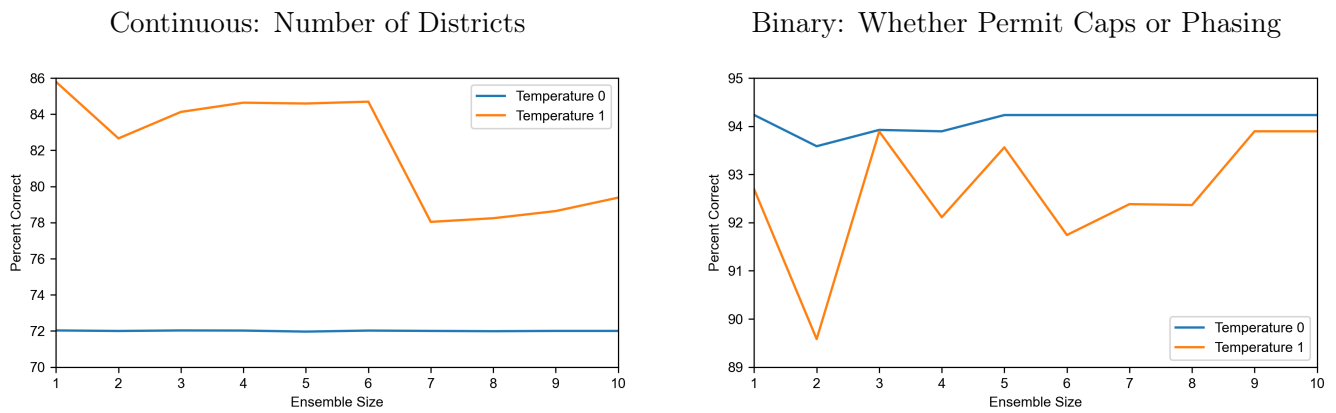 Continuous: Number of Districts
86
84
82
80
78
76
74
72
70
Percent Correct
1 2 3 4 5 6 7 8 9 10
Ensemble Size
Temperature 0
Temperature 1
Binary: Whether Permit Caps or Phasing
95
94
93
92
91
90
89
Percent Correct
1 2 3 4 5 6 7 8 9 10
Ensemble Size
Temperature 0
Temperature 1